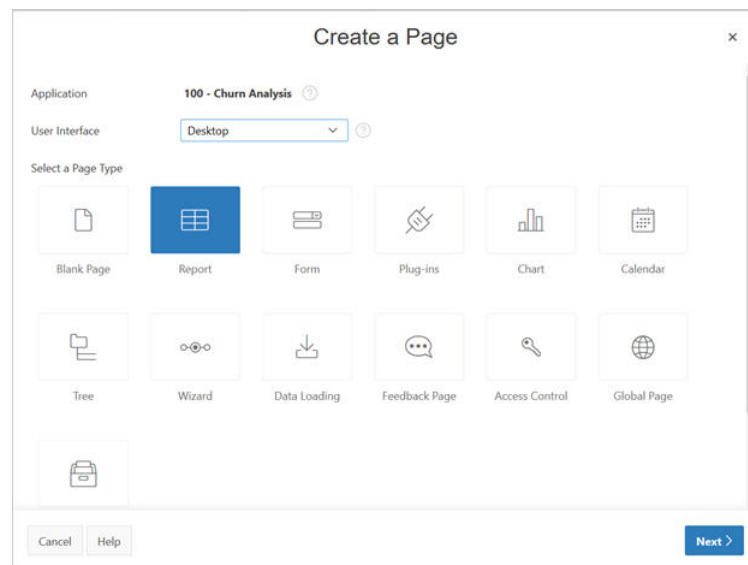 Create a Page
×
Application 100 - Churn Analysis ?
User Interface Desktop ?
Select a Page Type
Blank Page Report Form Plug-ins Chart Calendar
Tree Wizard Data Loading Feedback Page Access Control Global Page
Cancel Help Next >